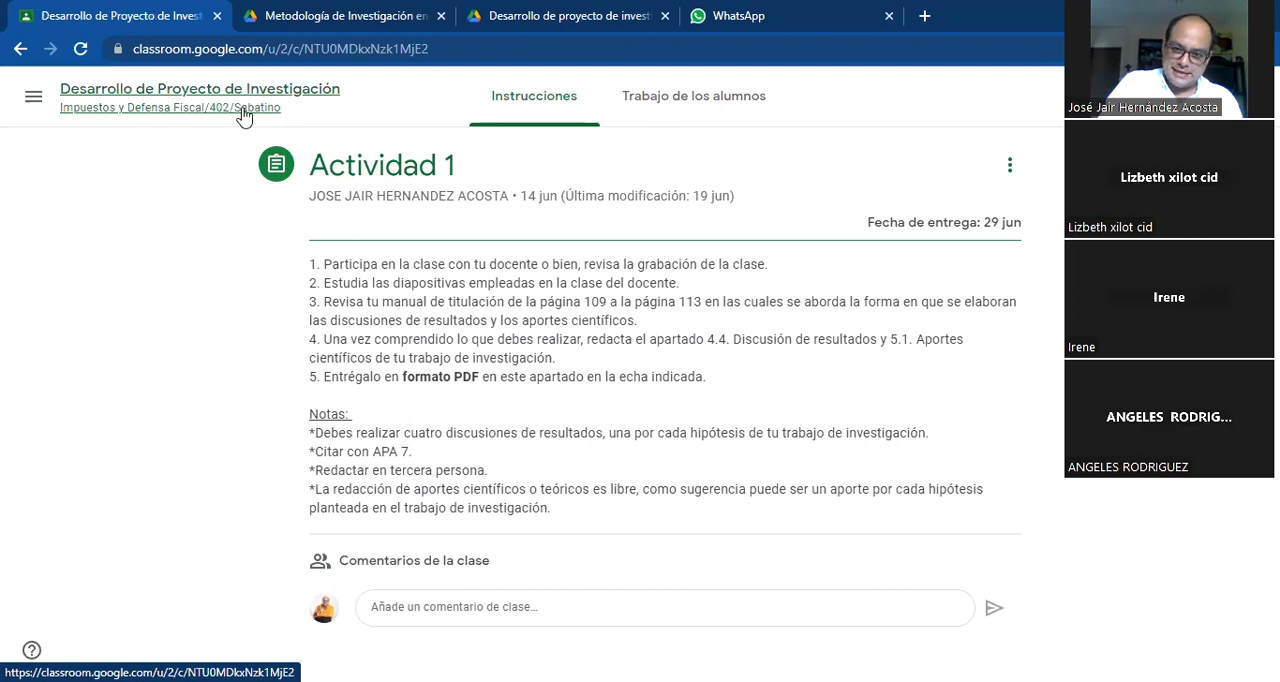 Desarrollo de Proyecto de Invest
Metodología de Investigación en
Desarrollo de proyecto de invest
WhatsApp
classroom.google.com/u/2/c/NTU0MDkxNzk1MjE2
Desarrollo de Proyecto de Investigación
Impuestos y Defensa Fiscal/402/Sabatino
Instrucciones
Trabajo de los alumnos
Actividad 1
JOSE JAIR HERNANDEZ ACOSTA • 14 jun (Última modificación: 19 jun)
Fecha de entrega: 29 jun
1. Participa en la clase con tu docente o bien, revisa la grabación de la clase.
2. Estudia las diapositivas empleadas en la clase del docente.
3. Revisa tu manual de titulación de la página 109 a la página 113 en las cuales se aborda la forma en que se elaboran
las discusiones de resultados y los aportes científicos.
4. Una vez comprendido lo que debes realizar, redacta el apartado 4.4. Discusión de resultados y 5.1. Aportes
científicos de tu trabajo de investigación.
5. Entrégalo en formato PDF en este apartado en la echa indicada.
Notas:
*Debes realizar cuatro discusiones de resultados, una por cada hipótesis de tu trabajo de investigación.
*Citar con APA 7.
*Redactar en tercera persona.
*La redacción de aportes científicos o teóricos es libre, como sugerencia puede ser un aporte por cada hipótesis
planteada en el trabajo de investigación.
Comentarios de la clase
Añade un comentario de clase...
https://classroom.google.com/u/2/c/NTU0MDkxNzk1MjE2
José Jair Hernández Acosta
Lizbeth xilot cid
Lizbeth xilot cid
Irene
Irene
ANGELES RODRIG...
ANGELES RODRIGUEZ